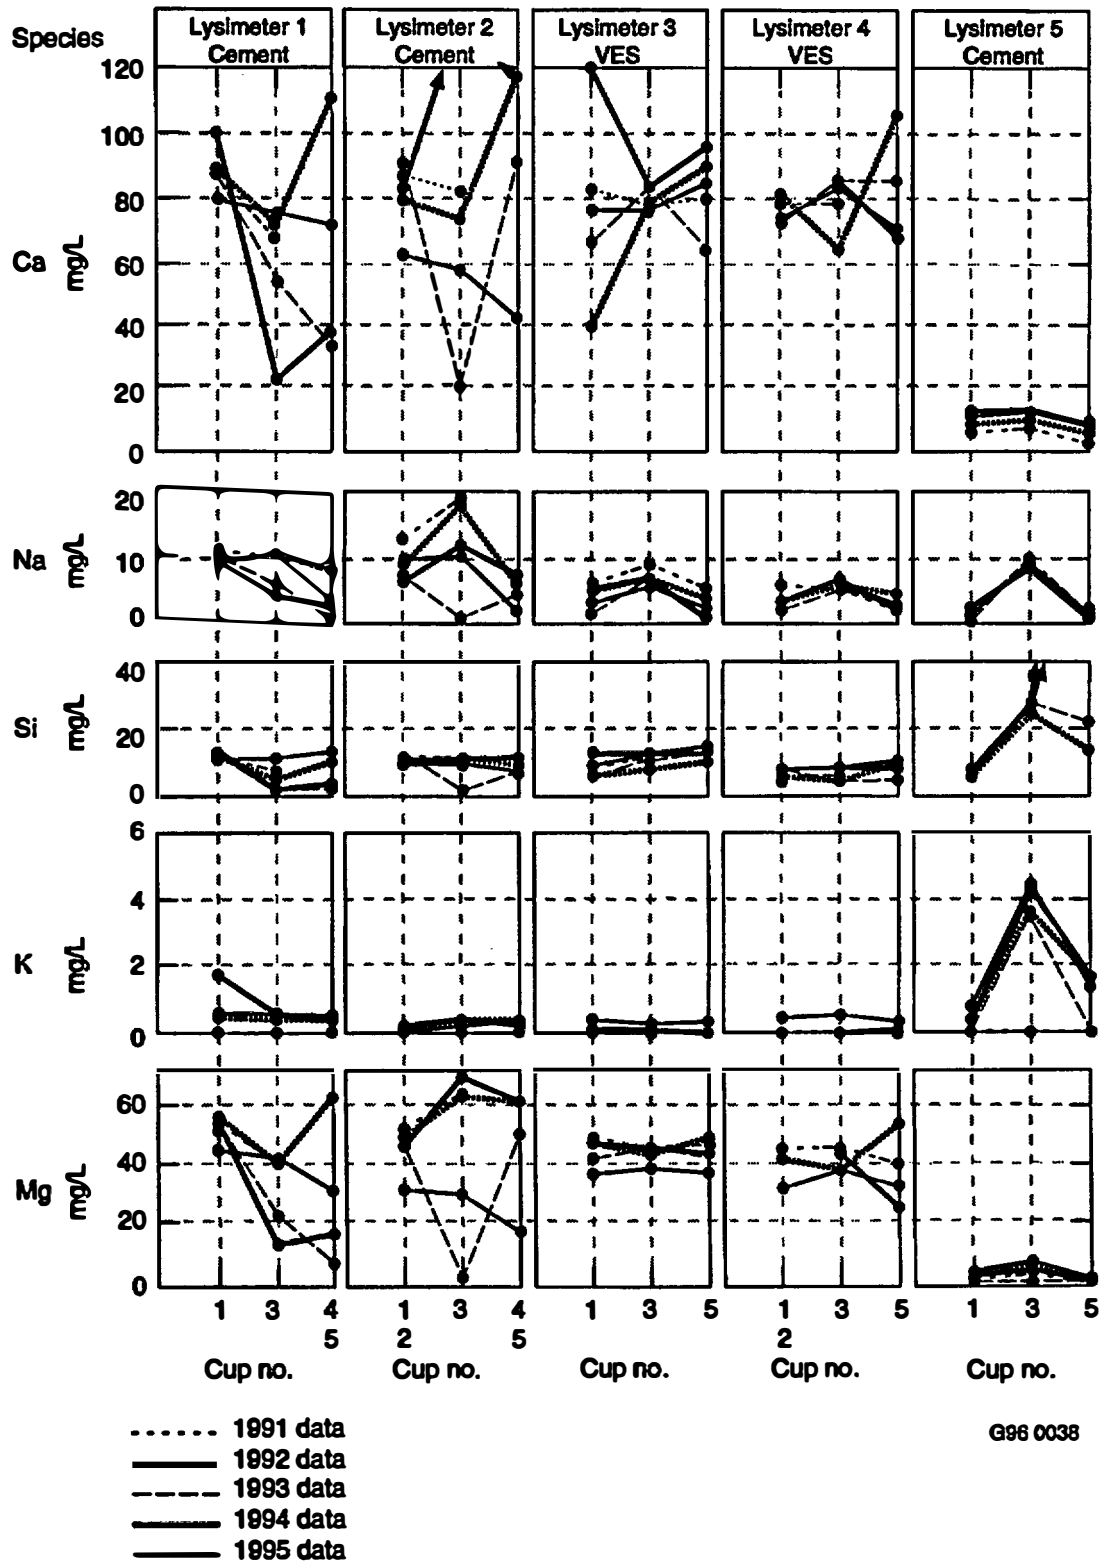 Species
Lysimeter 1
Cement
Lysimeter 2
Cement
Lysimeter 3
VES
Lysimeter 4
VES
Lysimeter 5
Cement
120
100
80
Ca mg/L
60
40
20
0
20
Na mg/L
10
0
40
Si mg/L
20
0
6
4
K mg/L
2
0
60
Mg mg/L
40
20
0
1 3 4 1 3 4 1 3 5 1 3 5 1 3 5
5 2 5 2
Cup no. Cup no. Cup no. Cup no. Cup no.
1991 data
1992 data
1993 data
1994 data
1995 data
G96 0038